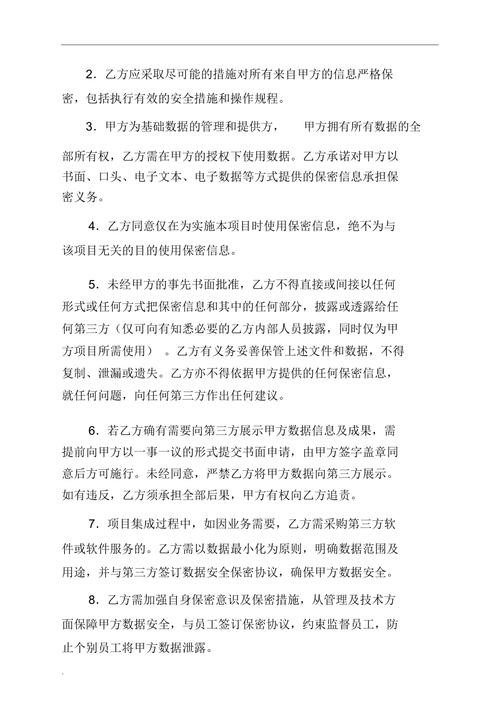 2．乙方应采取尽可能的措施对所有来自甲方的信息严格保
密，包括执行有效的安全措施和操作规程。
3．甲方为基础数据的管理和提供方， 甲方拥有所有数据的全
部所有权，乙方需在甲方的授权下使用数据。乙方承诺对甲方以
书面、口头、电子文本、电子数据等方式提供的保密信息承担保
密义务。
4．乙方同意仅在为实施本项目时使用保密信息，绝不为与
该项目无关的目的使用保密信息。
5．未经甲方的事先书面批准，乙方不得直接或间接以任何
形式或任何方式把保密信息和其中的任何部分，披露或透露给任
何第三方（仅可向有知悉必要的乙方内部人员披露，同时仅为甲
方项目所需使用） 。乙方有义务妥善保管上述文件和数据，不得
复制、泄漏或遗失。乙方亦不得依据甲方提供的任何保密信息，
就任何问题，向任何第三方作出任何建议。
6．若乙方确有需要向第三方展示甲方数据信息及成果，需
提前向甲方以一事一议的形式提交书面申请，由甲方签字盖章同
意后方可施行。未经同意，严禁乙方将甲方数据向第三方展示。
如有违反，乙方须承担全部后果，甲方有权向乙方追责。
7．项目集成过程中，如因业务需要，乙方需采购第三方软
件或软件服务的。乙方需以数据最小化为原则，明确数据范围及
用途，并与第三方签订数据安全保密协议，确保甲方数据安全。
8．乙方需加强自身保密意识及保密措施，从管理及技术方
面保障甲方数据安全，与员工签订保密协议，约束监督员工，防
止个别员工将甲方数据泄露。